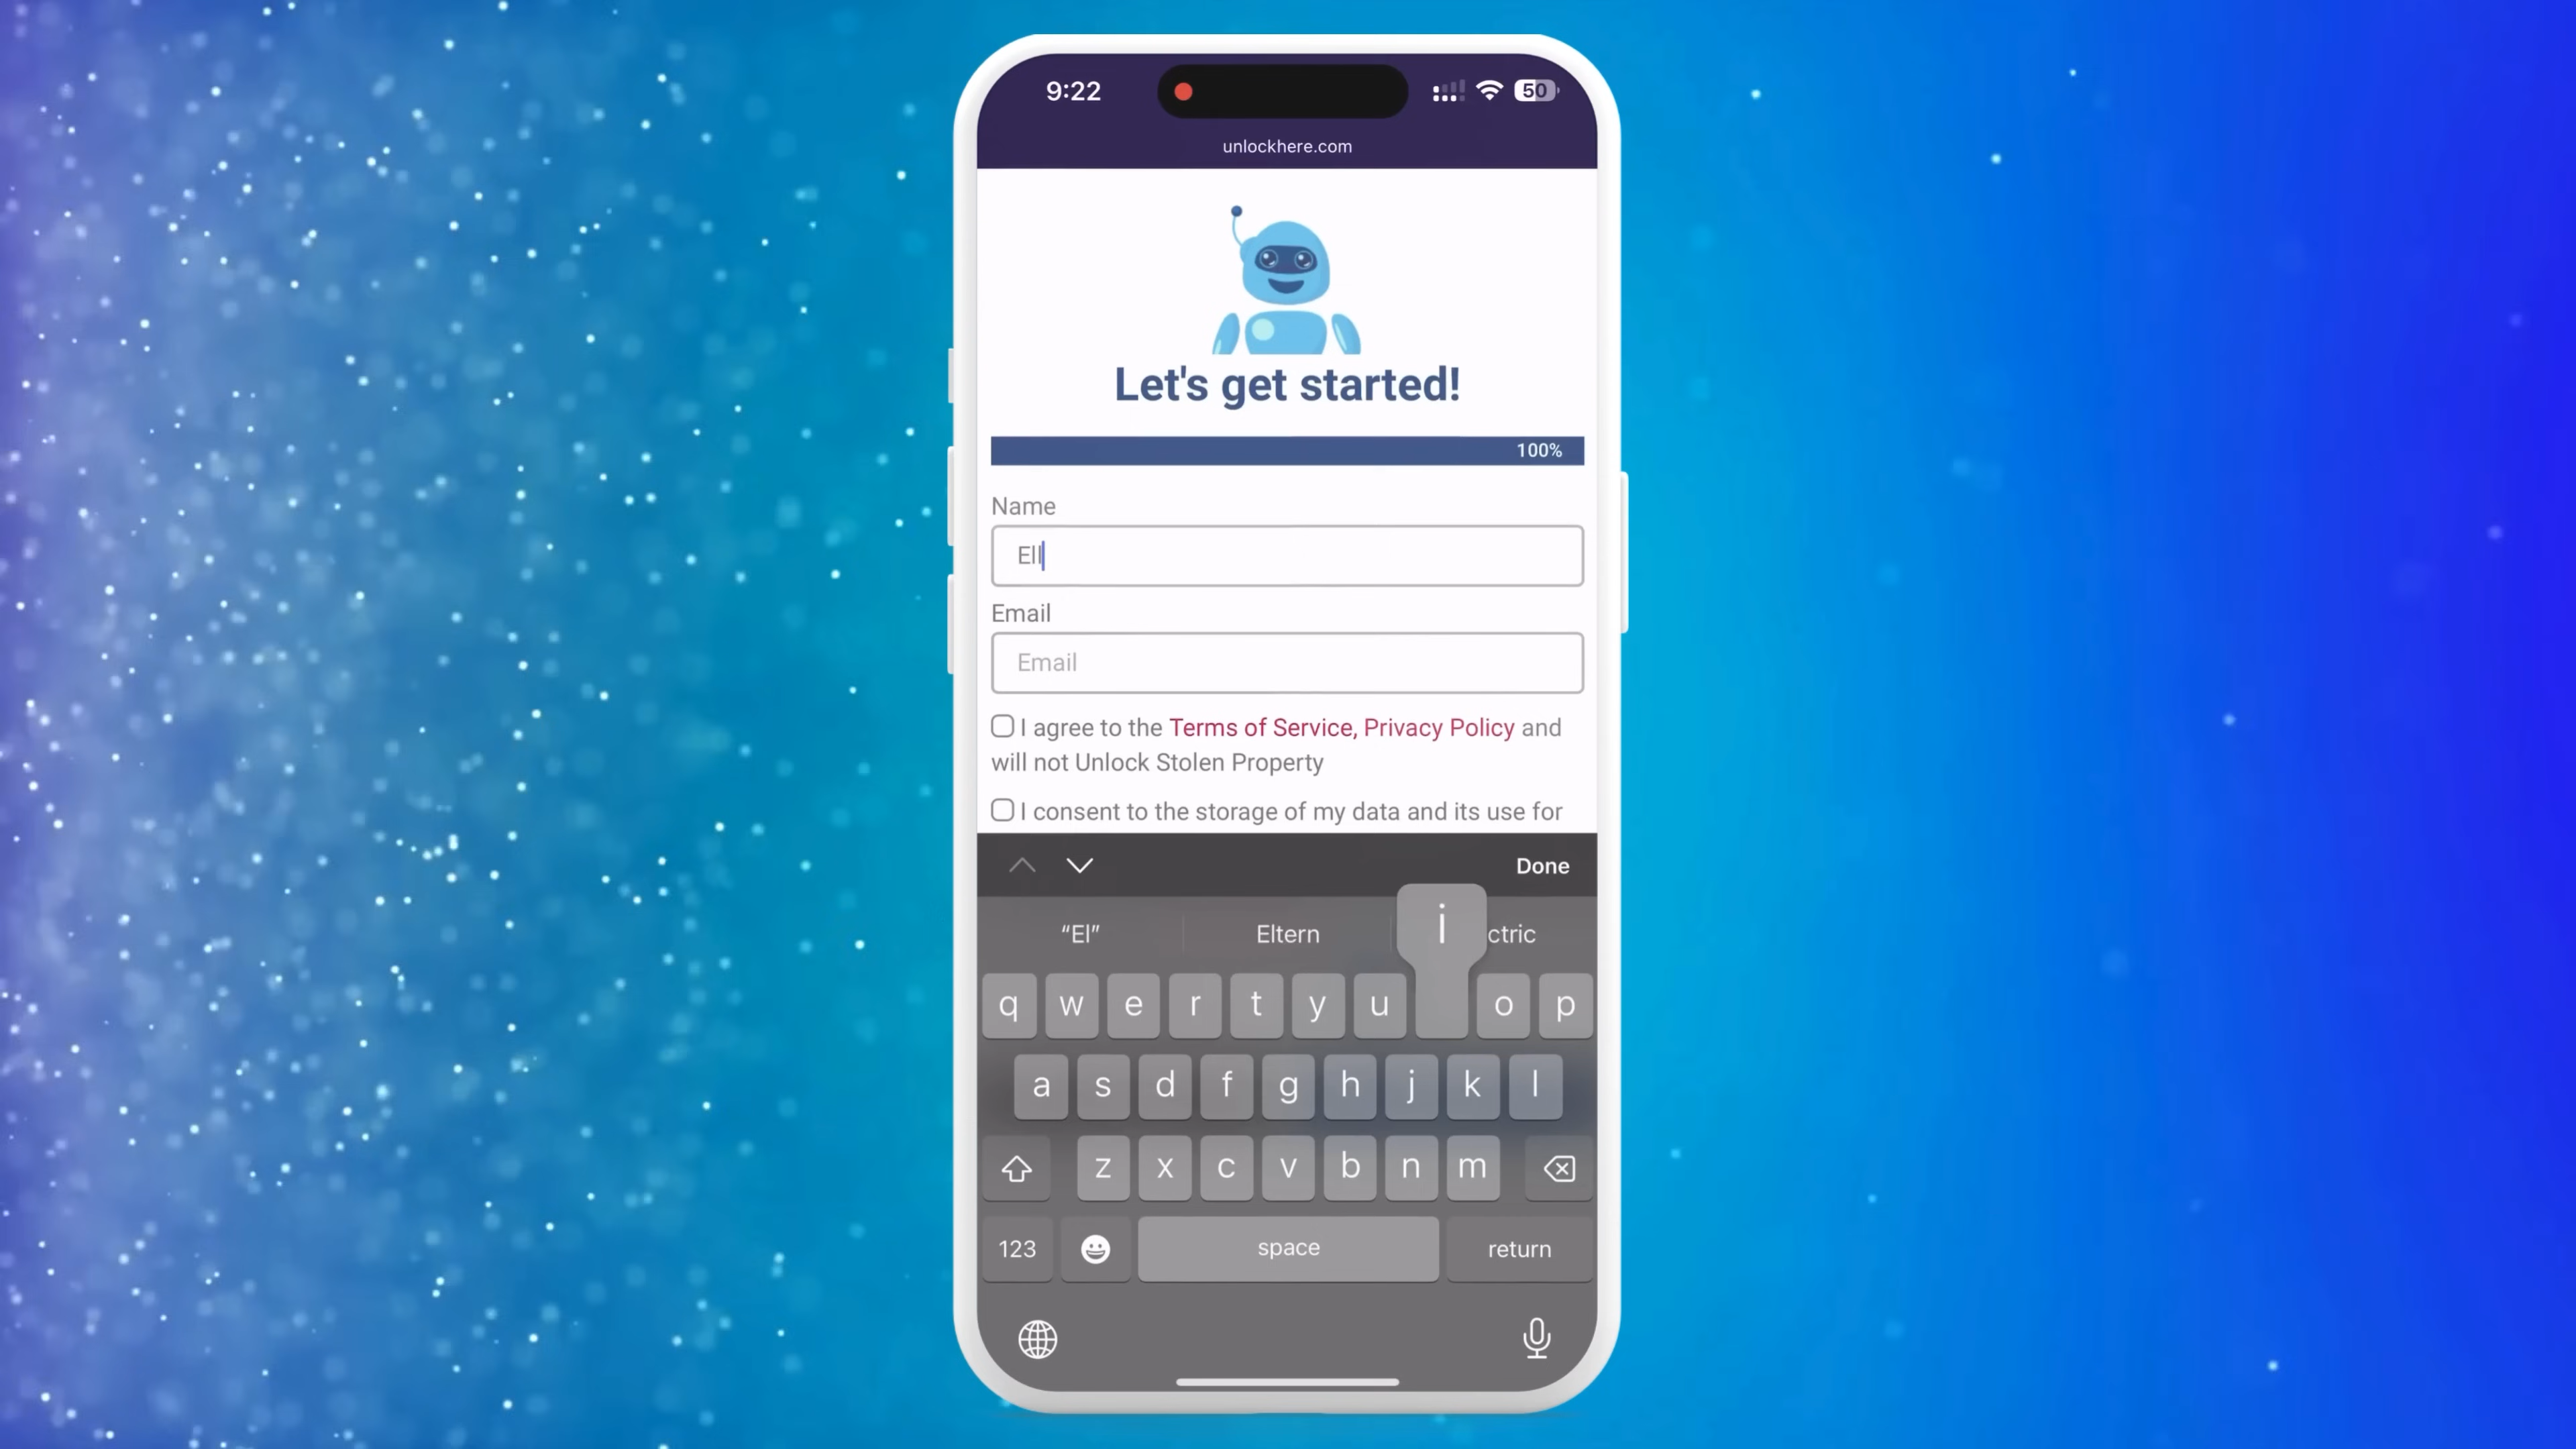 9:22
50
unlockhere.com
Let's get started!
100%
Name
Ell
Email
Email
I agree to the Terms of Service, Privacy Policy and
will not Unlock Stolen Property
I consent to the storage of my data and its use for
Done
“El”
Eltern
ctric
i
q w e r t y u o p
a s d f g h j k l
z x c v b n m
123
space
return